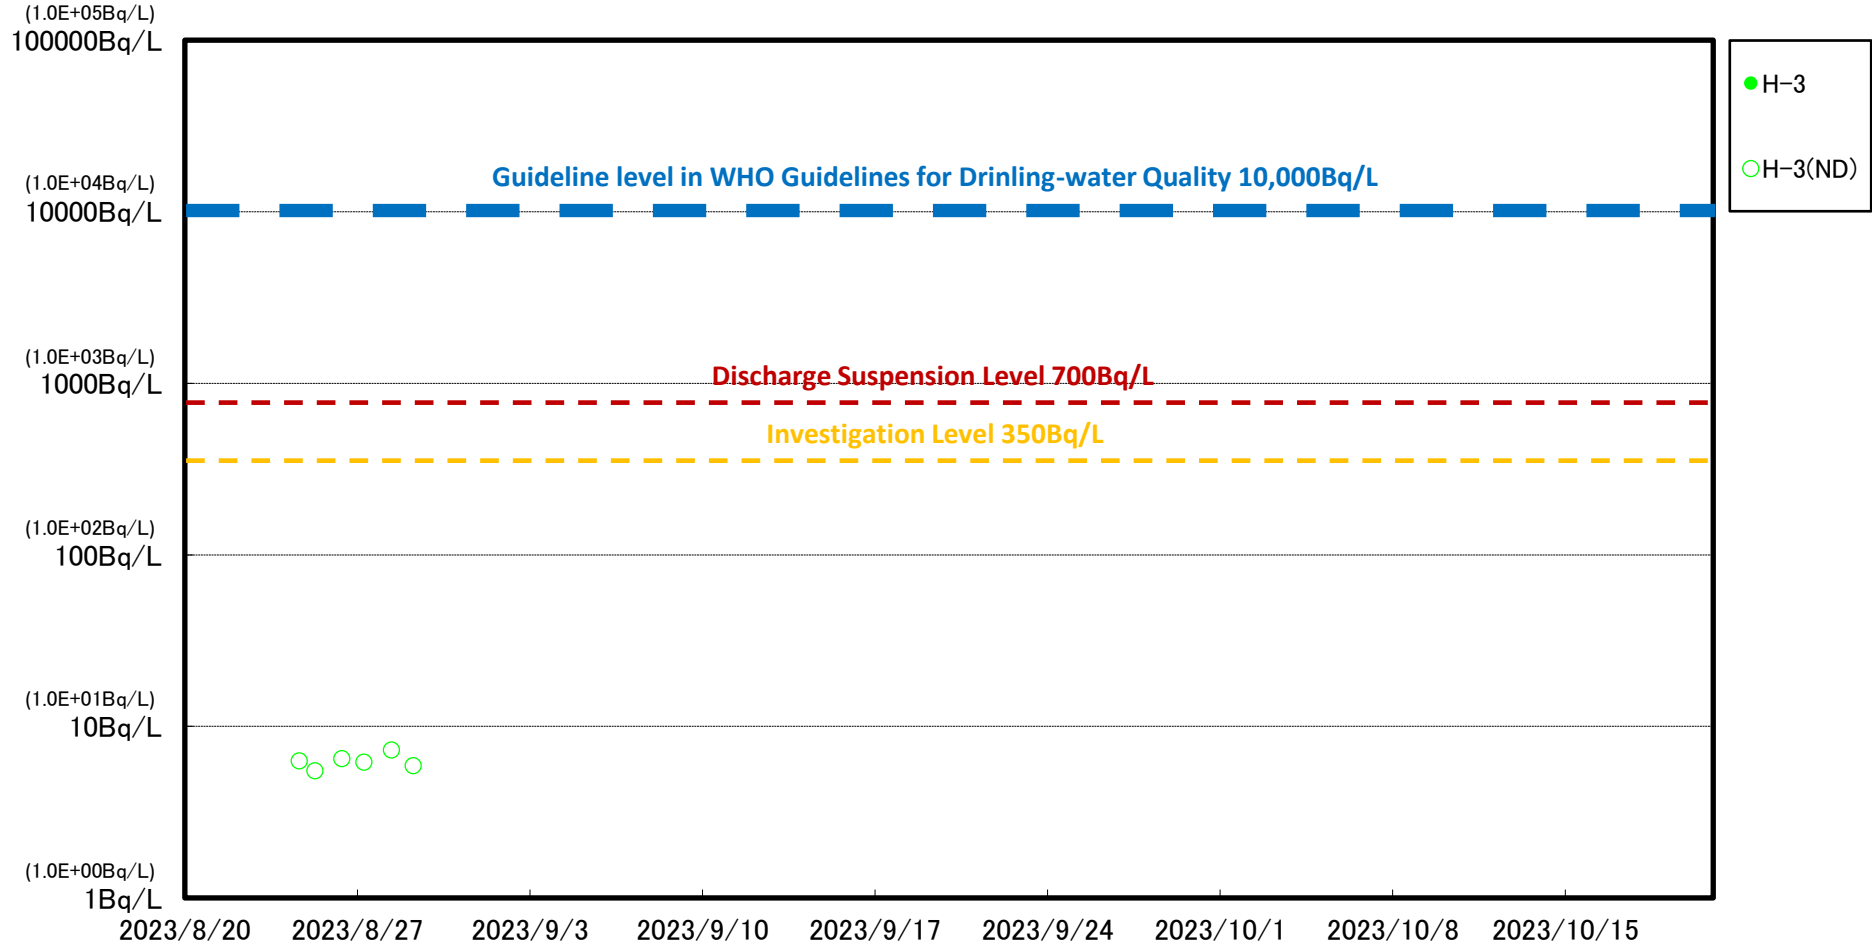 (1.0E+05Bq/L)
100000Bq/L
H-3
Guideline level in WHO Guidelines for Drinling-water Quality 10,000Bq/L
H-3(ND)
(1.0E+04Bq/L)
10000Bq/L
(1.0E+03Bq/L)
1000Bq/L
Discharge Suspension Level 700Bq/L
Investigation Level 350Bq/L
(1.0E+02Bq/L)
100Bq/L
(1.0E+01Bq/L)
10Bq/L
(1.0E+00Bq/L)
1Bq/L
2023/8/20 2023/8/27 2023/9/3 2023/9/10 2023/9/17 2023/9/24 2023/10/1 2023/10/8 2023/10/15